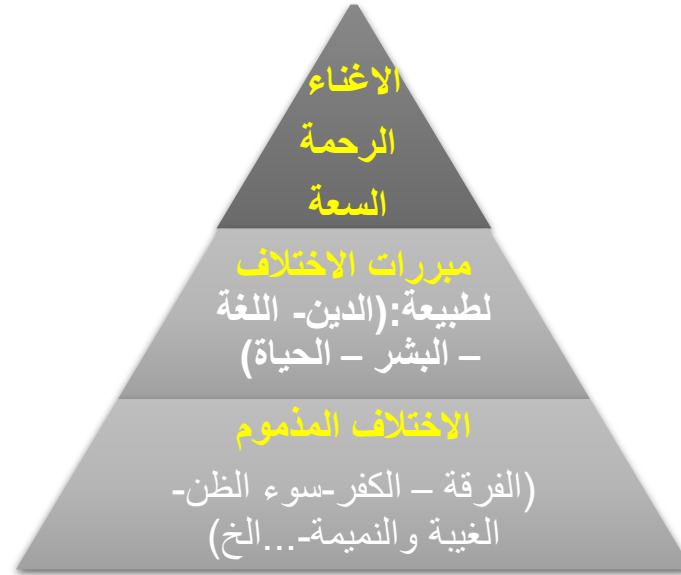 الاغناء
الرحمة
السعة
مبررات الاختلاف
لطبيعة:(الدين- اللغة
– البشر – الحياة)
الاختلاف المذموم
(الفرقة – الكفر-سوء الظن-
الغيبة والنميمة-...الخ)